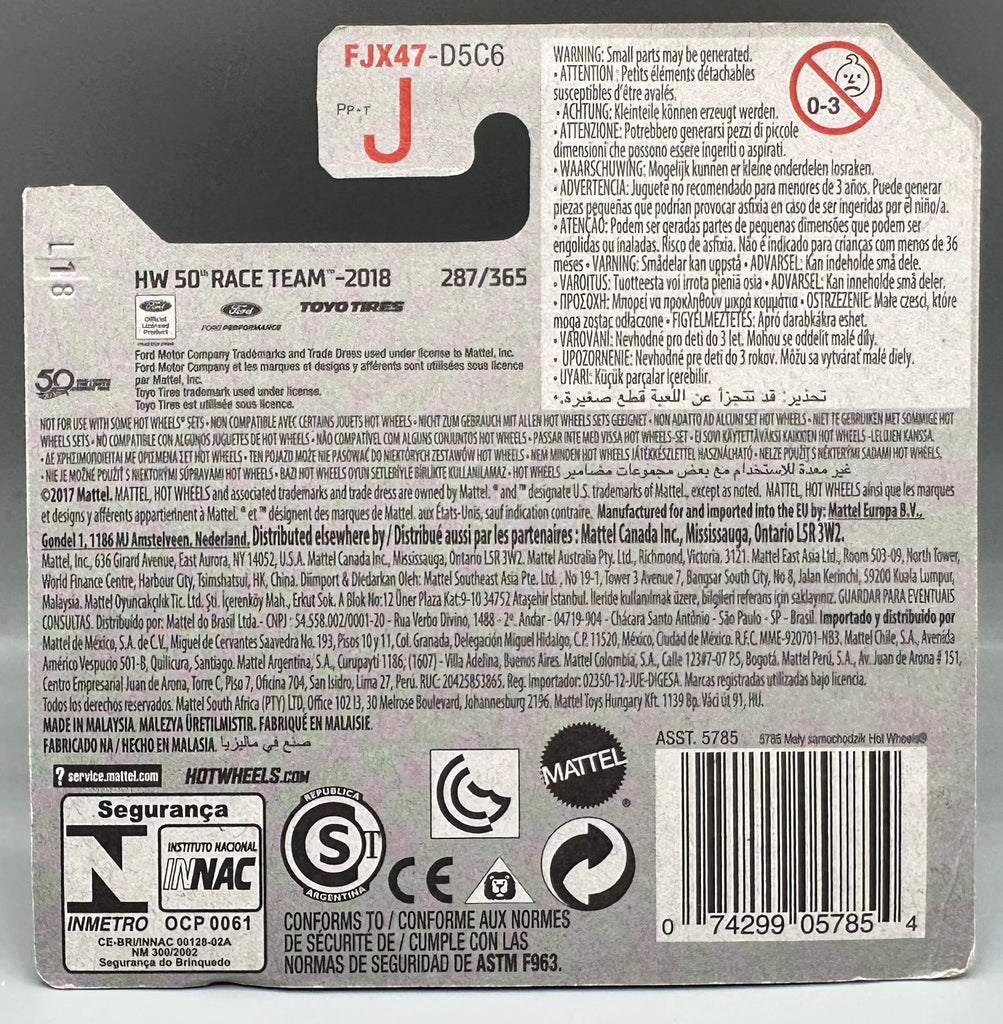 FJX47-D5C6
PP-T
J
WARNING: Small parts may be generated.
• ATTENTION : Petits éléments détachables
susceptibles d'être avalés.
• ACHTUNG: Kleinteile können erzeugt werden.
• ATTENZIONE: Potrebbero generarsi pezzi di piccole
dimensioni che possono essere ingeriti o aspirati.
• WAARSCHUWING: Mogelijk kunnen er kleine onderdelen losraken.
• ADVERTENCIA: Juguete no recomendado para menores de 3 años. Puede generar
piezas pequeñas que podrían provocar asfixia en caso de ser ingeridas por el niño/a.
• ATENÇÃO: Podem ser geradas partes de pequenas dimensões que podem ser
engolidas ou inaladas. Risco de asfixia. Não é indicado para crianças com menos de 36
meses • VARNING: Smådelar kan uppstå • ADVARSEL: Kan indeholde små dele.
• VAROITUS: Tuotteesta voi irrota pieniä osia • ADVARSEL: Kan inneholde små deler.
• ΠΡΟΣΟΧΗ: Μπορεί να προκληθούν μικρά κομμάτια • OSTRZEŻENIE: Małe części, które
mogą zostać odłączone • FIGYELMEZTETÉS: Apró darabkákra eshet.
• VAROVÁNÍ: Nevhodné pro děti do 3 let. Mohou se oddělit malé díly.
• UPOZORNENIE: Nevhodné pre deti do 3 rokov. Môžu sa vytvárať malé diely.
• UYARI: Küçük parçalar içerebilir.
تحذير: قد تتجزأ عن اللعبة قطع صغيرة. •
0-3
L18
HW 50th RACE TEAM™-2018 287/365
Ford
Official
Licensed
Product
Ford
FORD PERFORMANCE
TOYO TIRES
Ford Motor Company Trademarks and Trade Dress used under license to Mattel, Inc.
Ford Motor Company et les marques et designs y afférents sont utilisées sous licence
par Mattel, Inc.
Toyo Tires trademark used under license.
Toyo Tires est utilisée sous licence.
50
NOT FOR USE WITH SOME HOT WHEELS® SETS • NON COMPATIBLE AVEC CERTAINS JOUETS HOT WHEELS • NICHT ZUM GEBRAUCH MIT ALLEN HOT WHEELS SETS GEEIGNET • NON ADATTO AD ALCUNI SET HOT WHEELS • NIET TE GEBRUIKEN MET SOMMIGE HOT
WHEELS SETS • NO COMPATIBLE CON ALGUNOS JUGUETES DE HOT WHEELS • NÃO COMPATÍVEL COM ALGUNS CONJUNTOS HOT WHEELS • PASSAR INTE MED VISSA HOT WHEELS-SET • EI SOVI KÄYTETTÄVÄKSI KAIKKIEN HOT WHEELS -LELUJEN KANSSA.
• ΔΕ ΧΡΗΣΙΜΟΠΟΙΕΙΤΑΙ ΜΕ ΟΡΙΣΜΕΝΑ ΣΕΤ HOT WHEELS • TEN POJAZD MOŻE NIE PASOWAĆ DO NIEKTÓRYCH ZESTAWÓW HOT WHEELS • NEM MINDEN HOT WHEELS JÁTÉKKÉSZLETTEL HASZNÁLHATÓ • NELZE POUŽÍT S NĚKTERÝMI SADAMI HOT WHEELS.
• NIE JE MOŽNÉ POUŽIŤ S NIEKTORÝMI SÚPRAVAMI HOT WHEELS • BAZI HOT WHEELS OYUN SETLERİYLE BİRLİKTE KULLANILAMAZ • HOT WHEELS غير معدة للاستخدام مع بعض مجموعات مضامير
©2017 Mattel. MATTEL, HOT WHEELS and associated trademarks and trade dress are owned by Mattel. ® and ™ designate U.S. trademarks of Mattel., except as noted. MATTEL, HOT WHEELS ainsi que les marques
et designs y afférents appartiennent à Mattel. ® et ™ désignent des marques de Mattel. aux États-Unis, sauf indication contraire. Manufactured for and imported into the EU by: Mattel Europa B.V.,
Gondel 1, 1186 MJ Amstelveen, Nederland. Distributed elsewhere by / Distribué aussi par les partenaires : Mattel Canada Inc., Mississauga, Ontario L5R 3W2.
Mattel, Inc., 636 Girard Avenue, East Aurora, NY 14052, U.S.A. Mattel Canada Inc., Mississauga, Ontario L5R 3W2. Mattel Australia Pty. Ltd., Richmond, Victoria. 3121. Mattel East Asia Ltd., Room 503-09, North Tower,
World Finance Centre, Harbour City, Tsimshatsui, HK, China. Diimport & Diedarkan Oleh: Mattel Southeast Asia Pte. Ltd., No 19-1, Tower 3 Avenue 7, Bangsar South City, No 8, Jalan Kerinchi, 59200 Kuala Lumpur,
Malaysia. Mattel Oyuncakçılık Tic. Ltd. Şti. İçerenköy Mah., Erkut Sok. A Blok No:12 Üner Plaza Kat:9-10 34752 Ataşehir İstanbul. İleride kullanılmak üzere, bilgileri referans için saklayınız. GUARDAR PARA EVENTUAIS
CONSULTAS. Distribuído por: Mattel do Brasil Ltda.- CNPJ : 54.558.002/0001-20 - Rua Verbo Divino, 1488 - 2º. Andar - 04719-904 - Chácara Santo Antônio - São Paulo - SP - Brasil. Importado y distribuido por
Mattel de México, S.A. de C.V., Miguel de Cervantes Saavedra No. 193, Pisos 10 y 11, Col. Granada, Delegación Miguel Hidalgo, C.P. 11520, México, Ciudad de México. R.F.C. MME-920701-NB3. Mattel Chile, S.A., Avenida
Américo Vespucio 501-B, Quilicura, Santiago. Mattel Argentina, S.A., Curupaytí 1186, (1607) - Villa Adelina, Buenos Aires. Mattel Colombia, S.A., Calle 123#7-07 P.5, Bogotá. Mattel Perú, S.A., Av. Juan de Arona # 151,
Centro Empresarial Juan de Arona, Torre C, Piso 7, Oficina 704, San Isidro, Lima 27, Perú. RUC: 20425853865. Reg. Importador: 02350-12-JUE-DIGESA. Marcas registradas utilizadas bajo licencia.
Todos los derechos reservados. Mattel South Africa (PTY) LTD, Office 102 I3, 30 Melrose Boulevard, Johannesburg 2196. Mattel Toys Hungary Kft. 1139 Bp. Váci út 91, HU.
MADE IN MALAYSIA. MALEZYA ÜRETILMISTIR. FABRIQUÉ EN MALAISIE.
FABRICADO NA / HECHO EN MALASIA. صنع في ماليزيا
? service.mattel.com HOTWHEELS.COM
Segurança
INMETRO
INSTITUTO NACIONAL
INNAC
OCP 0061
CE-BRI/INNAC 00128-02A
NM 300/2002
Segurança do Brinquedo
REPUBLICA
S T
ARGENTINA
CE
MATTEL ®
CONFORMS TO / CONFORME AUX NORMES
DE SÉCURITÉ DE / CUMPLE CON LAS
NORMAS DE SEGURIDAD DE ASTM F963.
ASST. 5785 5785 Mały samochodzik Hot Wheels®
0 74299 05785 4